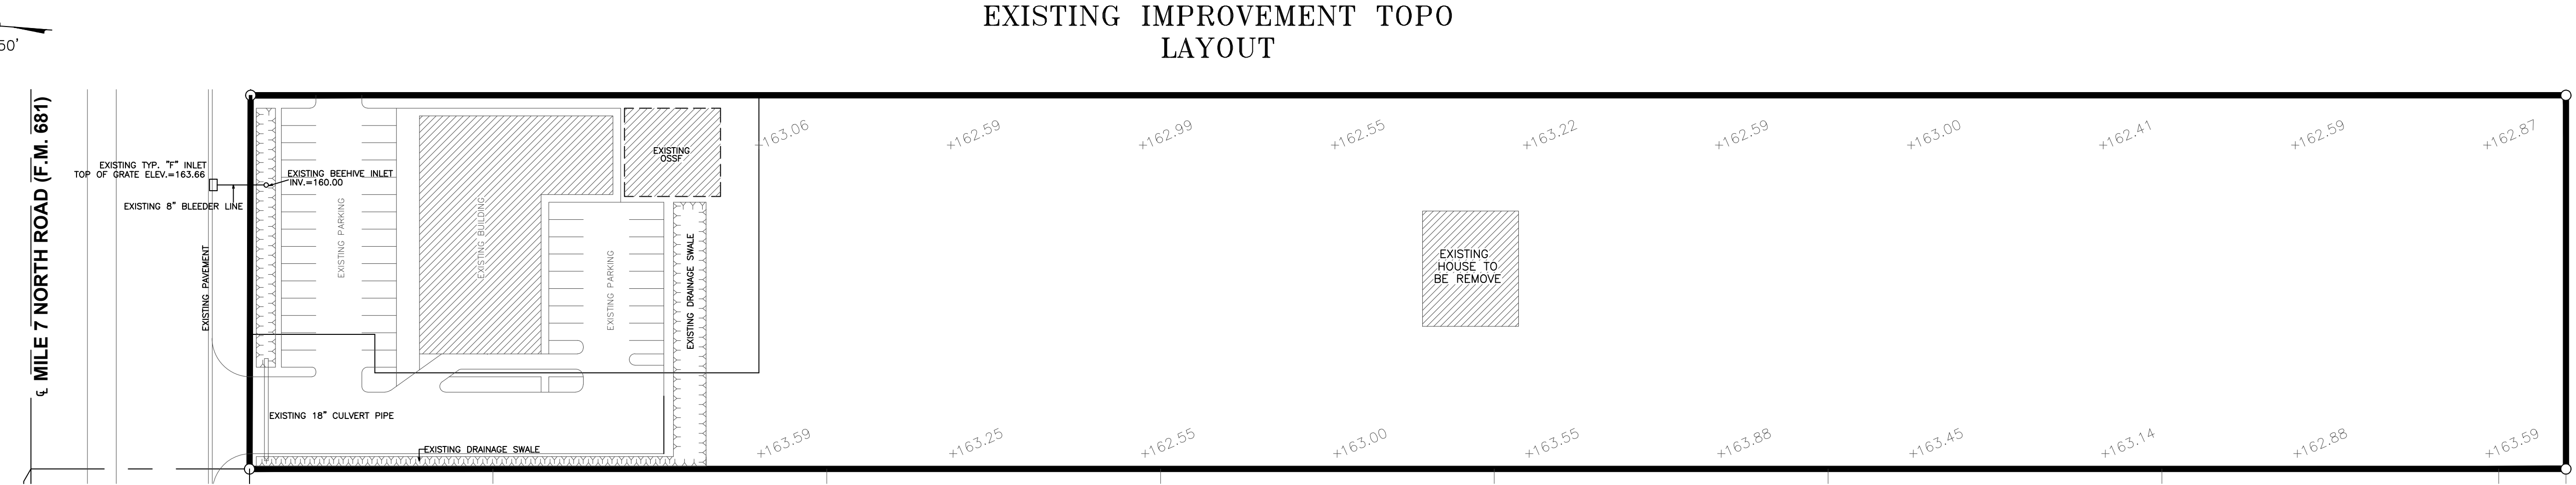 EXISTING IMPROVEMENT TOPO
LAYOUT
50'
℄ MILE 7 NORTH ROAD (F.M. 681)
EXISTING TYP. "F" INLET
TOP OF GRATE ELEV.=163.66
EXISTING 8" BLEEDER LINE
EXISTING PAVEMENT
EXISTING BEEHIVE INLET
INV.=160.00
EXISTING PARKING
EXISTING BUILDING
EXISTING PARKING
EXISTING
OSSF
EXISTING DRAINAGE SWALE
EXISTING 18" CULVERT PIPE
EXISTING DRAINAGE SWALE
EXISTING
HOUSE TO
BE REMOVE
+163.06
+162.59
+162.99
+162.55
+163.22
+162.59
+163.00
+162.41
+162.59
+162.87
+163.59
+163.25
+162.55
+163.00
+163.55
+163.88
+163.45
+163.14
+162.88
+163.59